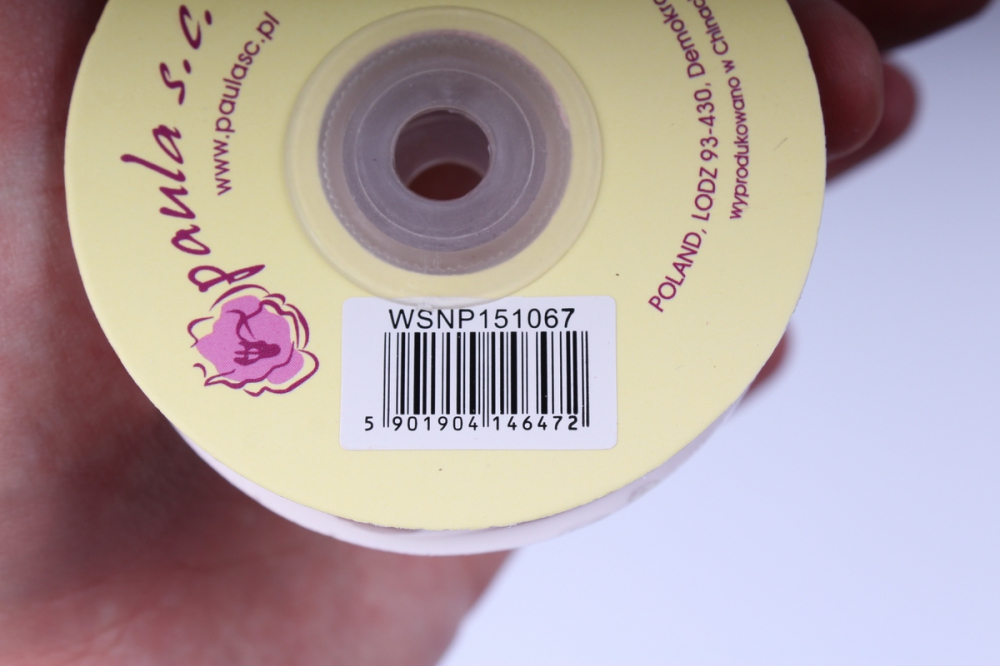 paula s.c.
www.paulasc.pl
POLAND, LODZ 93-430,
wyprodukowano w
WSNP151067
5 901904 146472